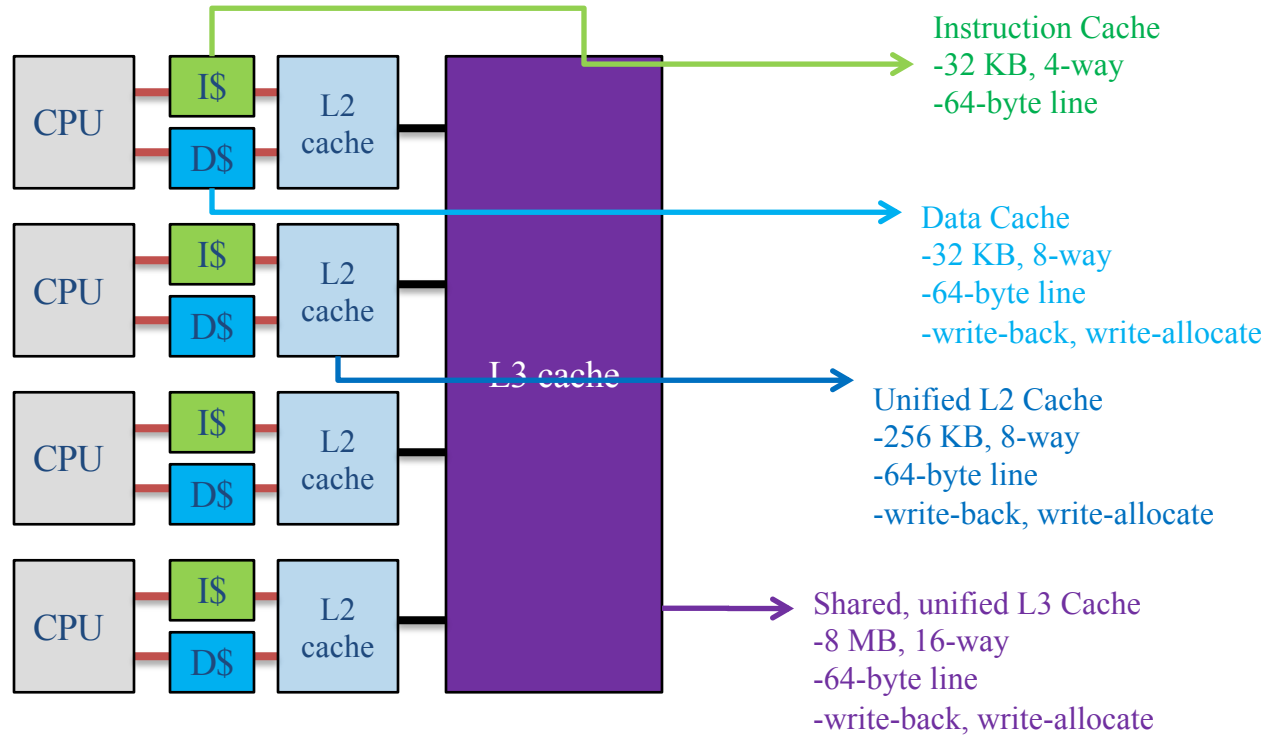 CPU
I$
D$
L2
cache
CPU
I$
D$
L2
cache
CPU
I$
D$
L2
cache
CPU
I$
D$
L2
cache
L3 cache
Instruction Cache
-32 KB, 4-way
-64-byte line
Data Cache
-32 KB, 8-way
-64-byte line
-write-back, write-allocate
Unified L2 Cache
-256 KB, 8-way
-64-byte line
-write-back, write-allocate
Shared, unified L3 Cache
-8 MB, 16-way
-64-byte line
-write-back, write-allocate